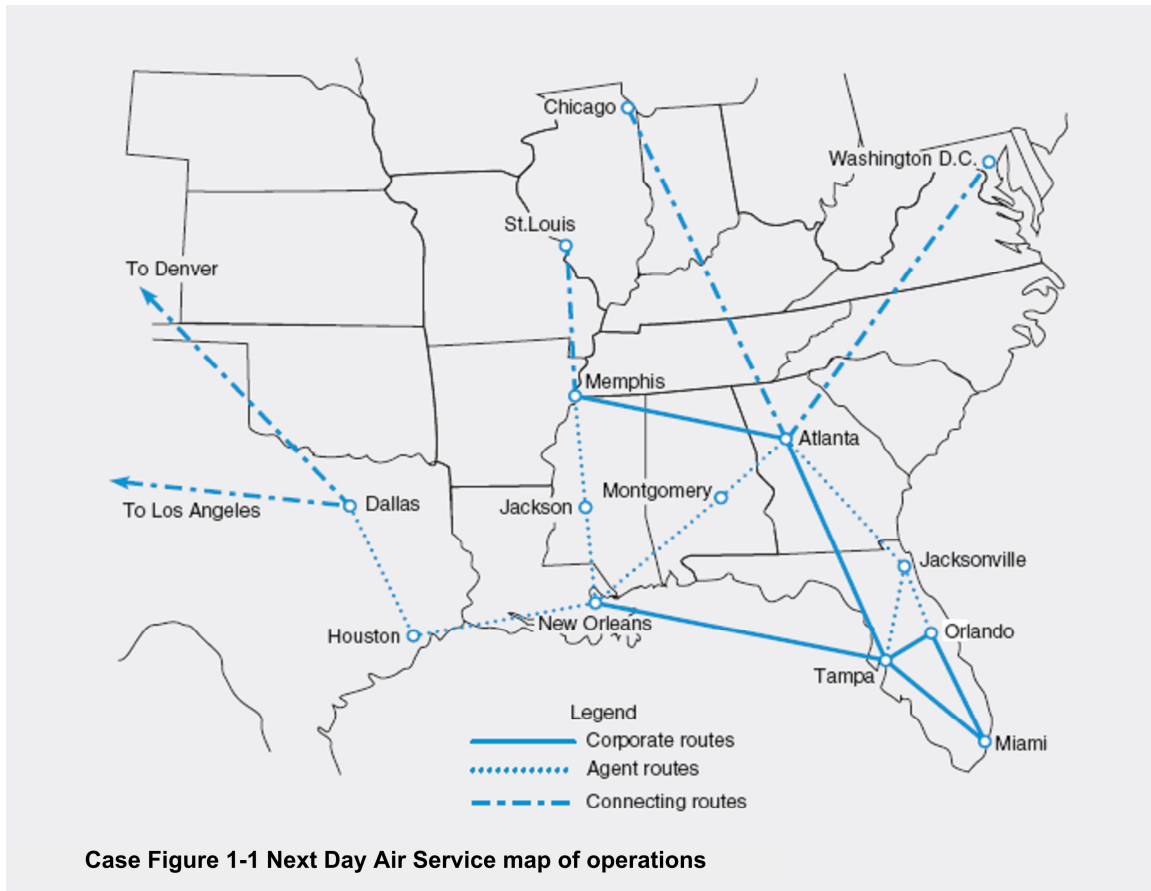 Chicago
Washington D.C.
St.Louis
To Denver
Memphis
Atlanta
Montgomery
Dallas
Jackson
To Los Angeles
Jacksonville
New Orleans
Houston
Orlando
Tampa
Legend
Corporate routes
Miami
Agent routes
Connecting routes
Case Figure 1-1 Next Day Air Service map of operations